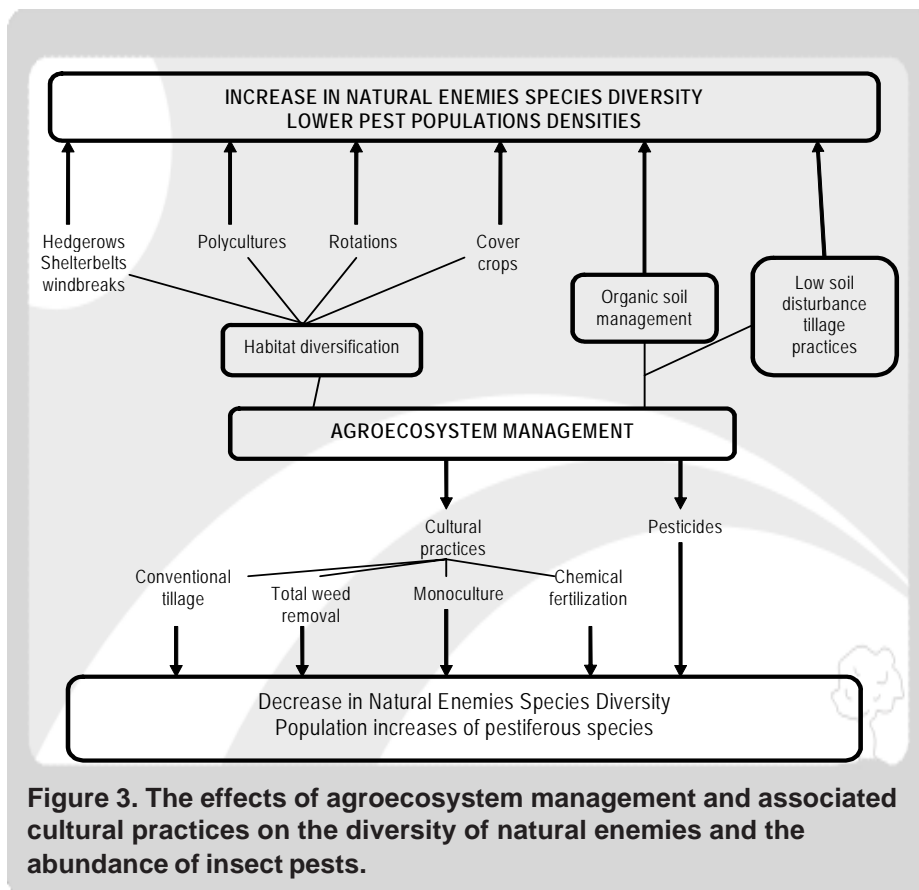 INCREASE IN NATURAL ENEMIES SPECIES DIVERSITY
LOWER PEST POPULATIONS DENSITIES
Hedgerows
Shelterbelts
windbreaks
Polycultures
Rotations
Cover
crops
Habitat diversification
Organic soil
management
Low soil
disturbance
tillage
practices
AGROECOSYSTEM MANAGEMENT
Cultural
practices
Pesticides
Conventional
tillage
Total weed
removal
Monoculture
Chemical
fertilization
Decrease in Natural Enemies Species Diversity
Population increases of pestiferous species
Figure 3. The effects of agroecosystem management and associated
cultural practices on the diversity of natural enemies and the
abundance of insect pests.